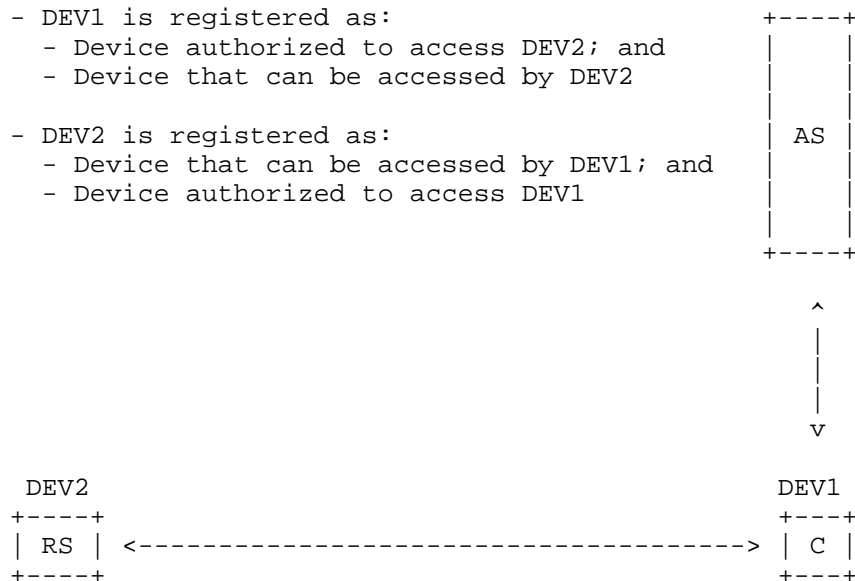 - DEV1 is registered as:
- Device authorized to access DEV2; and
- Device that can be accessed by DEV2
- DEV2 is registered as:
- Device that can be accessed by DEV1; and
- Device authorized to access DEV1
AS
DEV2 DEV1
RS C